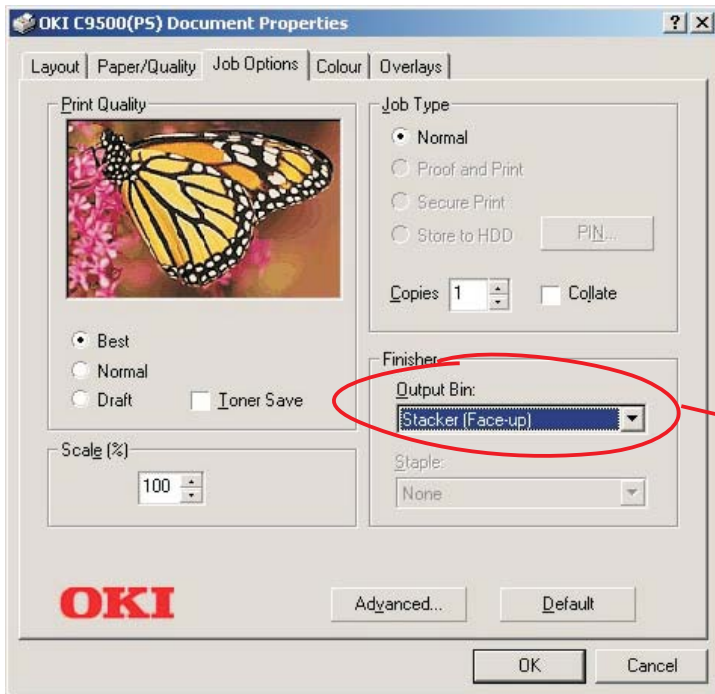 OKI C9500(PS) Document Properties
Layout Paper/Quality Job Options Colour Overlays
Print Quality
Best
Normal
Draft Toner Save
Scale (%)
100
Job Type
Normal
Proof and Print
Secure Print
Store to HDD PIN...
Copies 1 Collate
Finisher
Output Bin:
Stacker (Face-up)
Staple:
None
OKI
Advanced... Default
OK Cancel